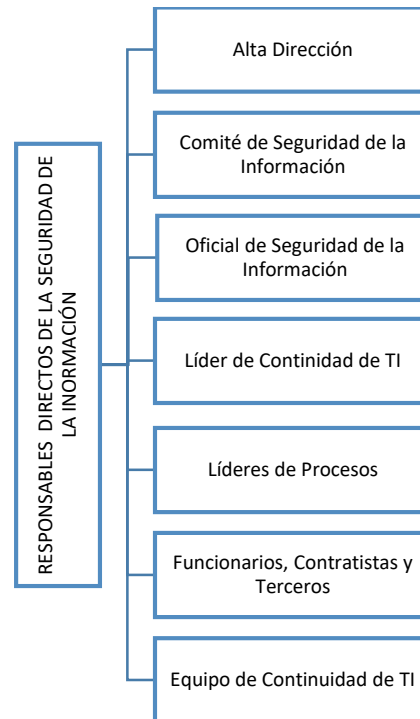 RESPONSABLES DIRECTOS DE LA SEGURIDAD DE
LA INORMACIÓN
Alta Dirección
Comité de Seguridad de la
Información
Oficial de Seguridad de la
Información
Líder de Continidad de TI
Líderes de Procesos
Funcionarios, Contratistas y
Terceros
Equipo de Continuidad de TI